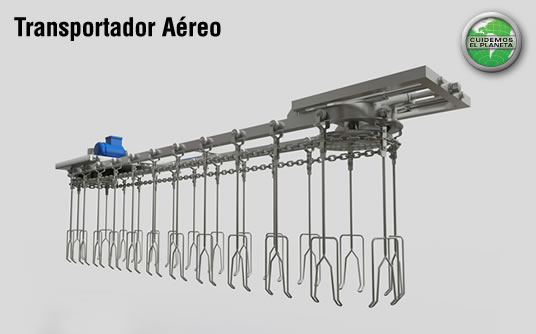 Transportador Aéreo
CUIDEMOS
EL PLANETA